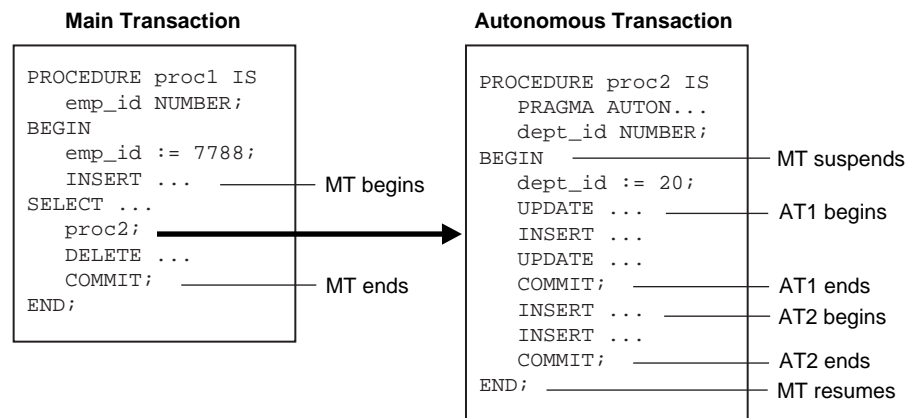 Main Transaction
PROCEDURE proc1 IS
emp_id NUMBER;
BEGIN
emp_id := 7788;
INSERT ...
MT begins
SELECT ...
proc2;
DELETE ...
COMMIT;
MT ends
END;
Autonomous Transaction
PROCEDURE proc2 IS
PRAGMA AUTON...
dept_id NUMBER;
BEGIN
MT suspends
dept_id := 20;
UPDATE ...
AT1 begins
INSERT ...
UPDATE ...
COMMIT;
AT1 ends
INSERT ...
AT2 begins
INSERT ...
COMMIT;
AT2 ends
END;
MT resumes